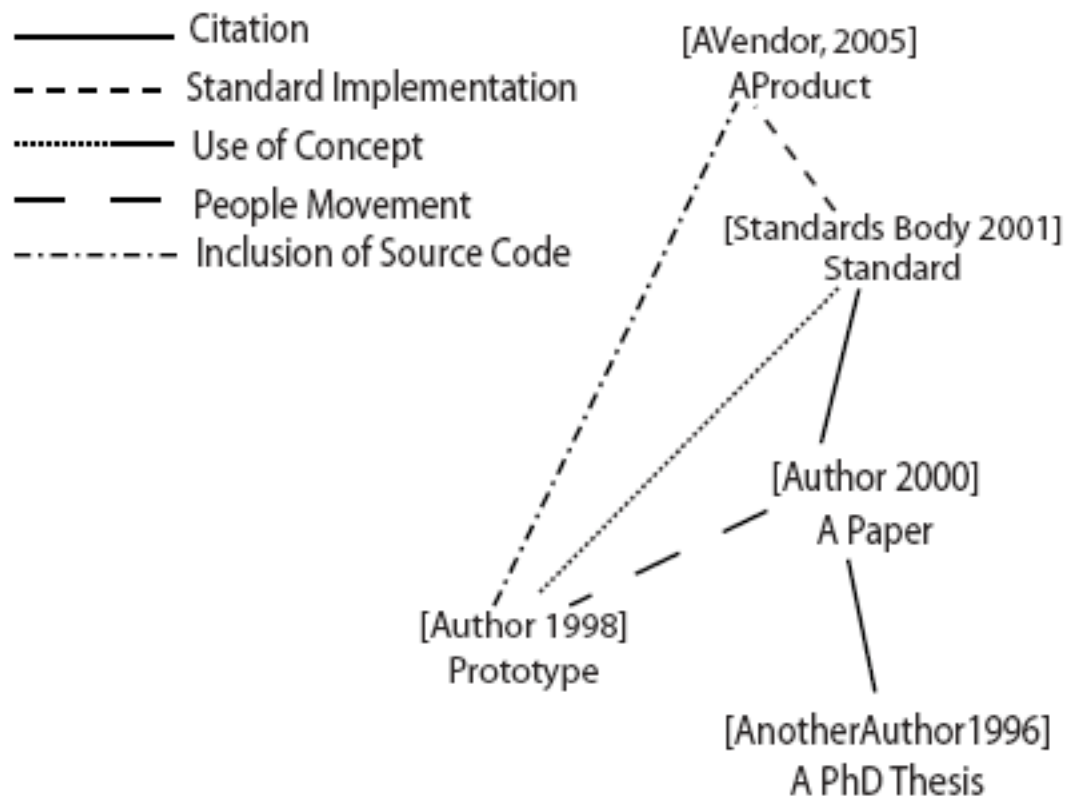 Citation
Standard Implementation
Use of Concept
People Movement
Inclusion of Source Code
[AVendor, 2005]
AProduct
[Standards Body 2001]
Standard
[Author 2000]
A Paper
[Author 1998]
Prototype
[AnotherAuthor1996]
A PhD Thesis